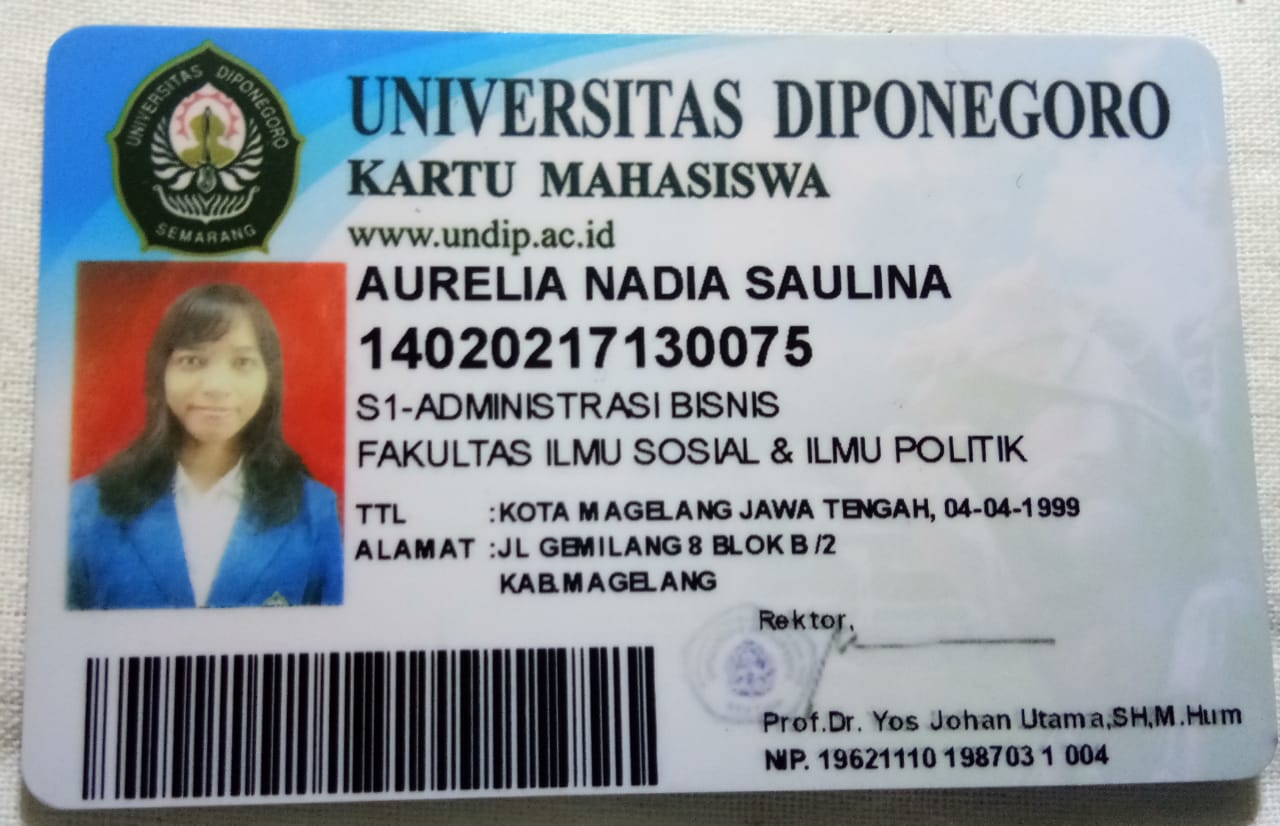 UNIVERSITAS DIPONEGORO
SEMARANG
UNIVERSITAS DIPONEGORO
KARTU MAHASISWA
www.undip.ac.id
AURELIA NADIA SAULINA
14020217130075
S1-ADMINISTRASI BISNIS
FAKULTAS ILMU SOSIAL & ILMU POLITIK
TTL :KOTA MAGELANG JAWA TENGAH, 04-04-1999
ALAMAT :JL GEMILANG 8 BLOK B /2
KAB.MAGELANG
Rektor,
Prof.Dr. Yos Johan Utama,SH,M.Hum
NIP. 19621110 198703 1 004